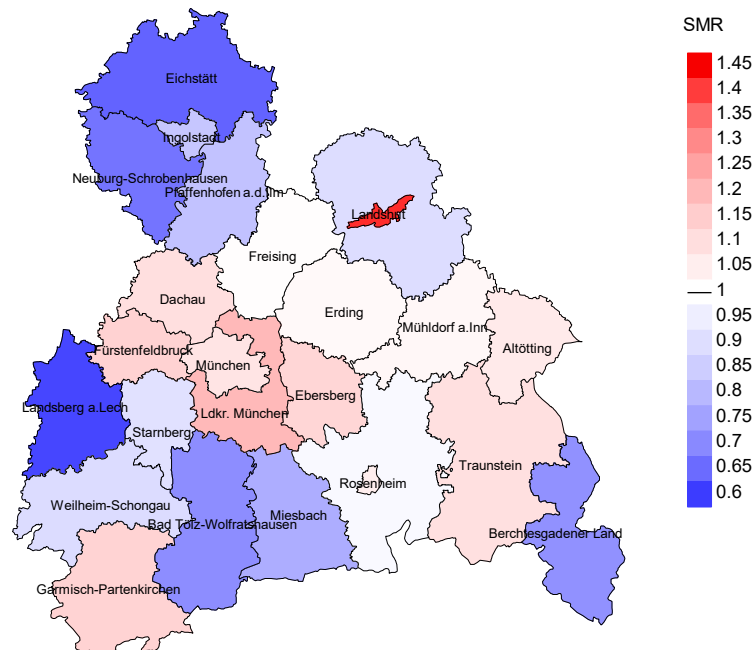 SMR
1.45
1.4
1.35
1.3
1.25
1.2
1.15
1.1
1.05
1
0.95
0.9
0.85
0.8
0.75
0.7
0.65
0.6
Eichstätt
Ingolstadt
Neuburg-Schrobenhausen
Pfaffenhofen a.d.Ilm
Landshut
Freising
Dachau
Erding
Mühldorf a.Inn
Altötting
Fürstenfeldbruck
München
Ebersberg
Landsberg a.Lech
Ldkr. München
Starnberg
Traunstein
Rosenheim
Weilheim-Schongau
Miesbach
Bad Tölz-Wolfratshausen
Berchtesgadener Land
Garmisch-Partenkirchen